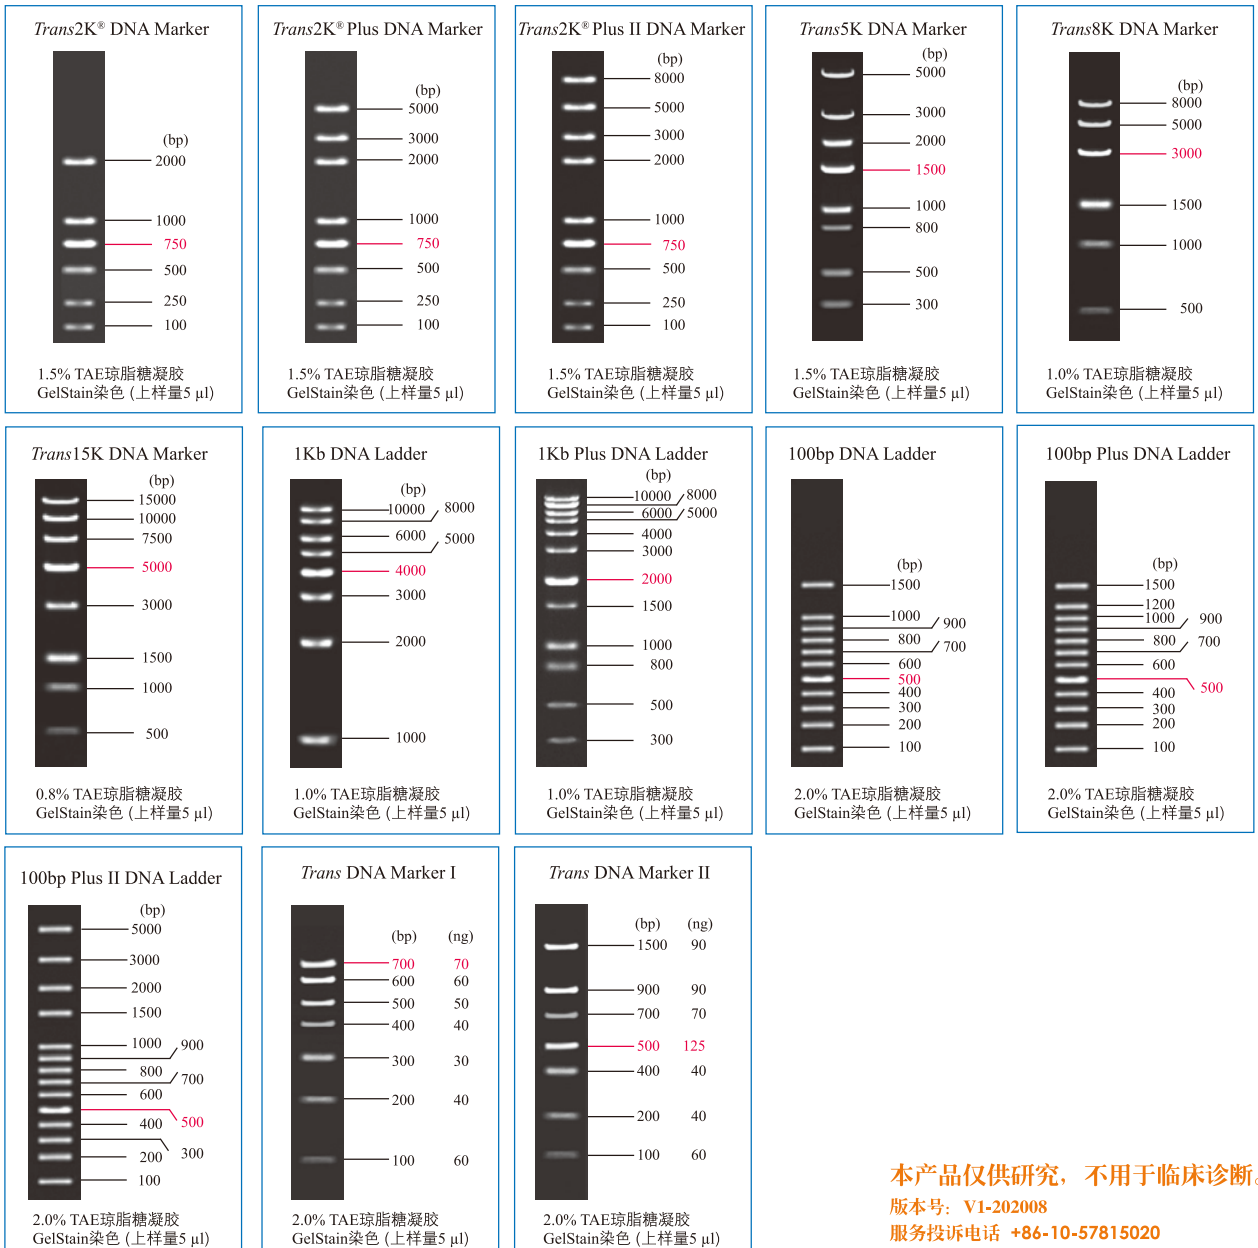 Trans2K® DNA Marker
(bp)
2000
1000
750
500
250
100
1.5% TAE琼脂糖凝胶
GelStain染色 (上样量5 µl)
Trans2K® Plus DNA Marker
(bp)
5000
3000
2000
1000
750
500
250
100
1.5% TAE琼脂糖凝胶
GelStain染色 (上样量5 µl)
Trans2K® Plus II DNA Marker
(bp)
8000
5000
3000
2000
1000
750
500
250
100
1.5% TAE琼脂糖凝胶
GelStain染色 (上样量5 µl)
Trans5K DNA Marker
(bp)
5000
3000
2000
1500
1000
800
500
300
1.5% TAE琼脂糖凝胶
GelStain染色 (上样量5 µl)
Trans8K DNA Marker
(bp)
8000
5000
3000
1500
1000
500
1.0% TAE琼脂糖凝胶
GelStain染色 (上样量5 µl)
Trans15K DNA Marker
(bp)
15000
10000
7500
5000
3000
1500
1000
500
0.8% TAE琼脂糖凝胶
GelStain染色 (上样量5 µl)
1Kb DNA Ladder
(bp)
10000 8000
6000
5000
4000
3000
2000
1000
1.0% TAE琼脂糖凝胶
GelStain染色 (上样量5 µl)
1Kb Plus DNA Ladder
(bp)
10000 8000
6000 5000
4000
3000
2000
1500
1000
800
500
300
1.0% TAE琼脂糖凝胶
GelStain染色 (上样量5 µl)
100bp DNA Ladder
(bp)
1500
1000
900
800
700
600
500
400
300
200
100
2.0% TAE琼脂糖凝胶
GelStain染色 (上样量5 µl)
100bp Plus DNA Ladder
(bp)
1500
1200
1000 900
800 700
600
500
400
300
200
100
2.0% TAE琼脂糖凝胶
GelStain染色 (上样量5 µl)
100bp Plus II DNA Ladder
(bp)
5000
3000
2000
1500
1000 900
800
700
600
500
400
300
200
100
2.0% TAE琼脂糖凝胶
GelStain染色 (上样量5 µl)
Trans DNA Marker I
(bp) (ng)
700 70
600 60
500 50
400 40
300 30
200 40
100 60
2.0% TAE琼脂糖凝胶
GelStain染色 (上样量5 µl)
Trans DNA Marker II
(bp) (ng)
1500 90
900 90
700 70
500 125
400 40
200 40
100 60
2.0% TAE琼脂糖凝胶
GelStain染色 (上样量5 µl)
本产品仅供研究，不用于临床诊断。
版本号：V1-202008
服务投诉电话 +86-10-57815020